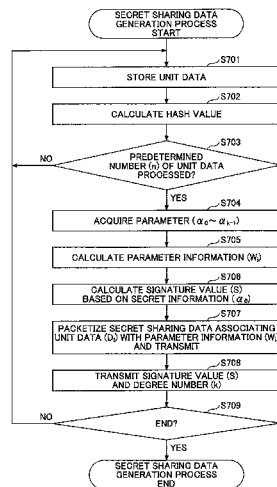 SECRET SHARING DATA
GENERATION PROCESS
START
S701
STORE UNIT DATA
S702
CALCULATE HASH VALUE
S703
PREDETERMINED
NUMBER (n) OF UNIT DATA
PROCESSED?
NO
YES
S704
ACQUIRE PARAMETER (α₀~αₖ₋₁)
S705
CALCULATE PARAMETER INFORMATION (Wⱼ)
S706
CALCULATE SIGNATURE VALUE (S)
BASED ON SECRET INFORMATION (α₀)
S707
PACKETIZE SECRET SHARING DATA ASSOCIATING
UNIT DATA (Dⱼ) WITH PARAMETER INFORMATION (Wⱼ)
AND TRANSMIT
S708
TRANSMIT SIGNATURE VALUE (S)
AND DEGREE NUMBER (k)
S709
NO
END?
YES
SECRET SHARING DATA
GENERATION PROCESS
END